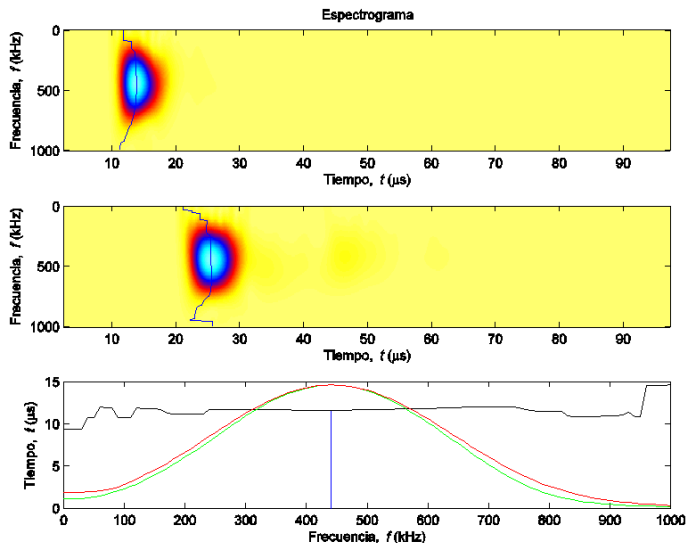 Espectrograma
Frecuencia, f (kHz)
0
500
1000
10 20 30 40 50 60 70 80 90
Tiempo, t (μs)
Frecuencia, f (kHz)
0
500
1000
10 20 30 40 50 60 70 80 90
Tiempo, t (μs)
Tiempo, t (μs)
15
10
5
0
0 100 200 300 400 500 600 700 800 900 1000
Frecuencia, f (kHz)